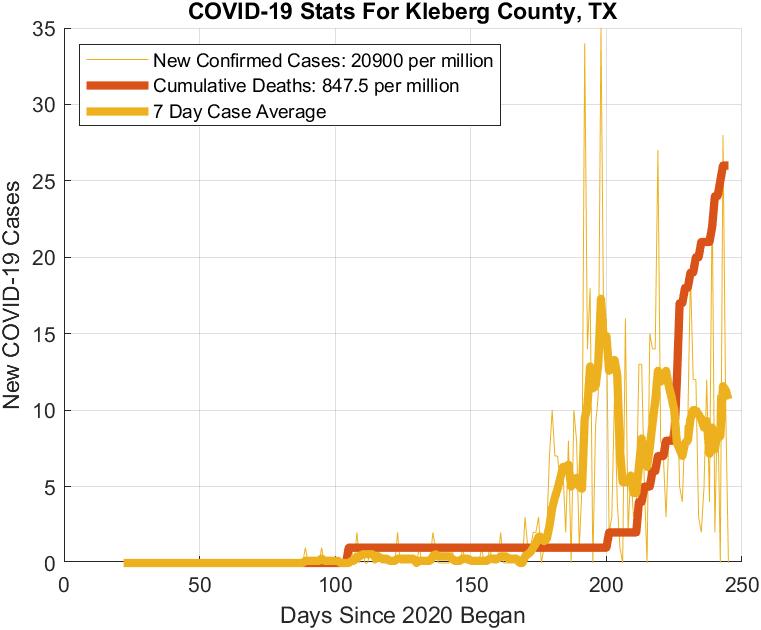 COVID-19 Stats For Kleberg County, TX
New Confirmed Cases: 20900 per million
Cumulative Deaths: 847.5 per million
7 Day Case Average
New COVID-19 Cases
35
30
25
20
15
10
5
0
0 50 100 150 200 250
Days Since 2020 Began